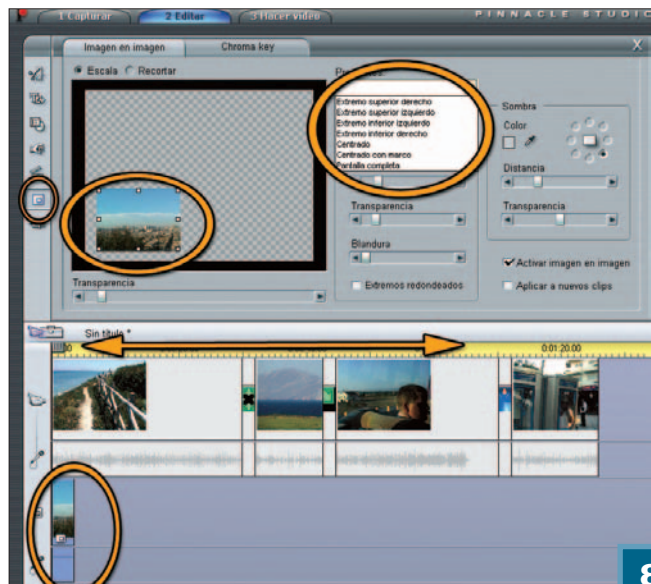 1 Capturar 2 Editar 3 Hacer vídeo PINNACLE STUDIO
Imagen en imagen Chroma key X
Escala Recortar
Extremo superior derecho
Extremo superior izquierdo
Extremo inferior izquierdo
Extremo inferior derecho
Centrado
Centrado con marco
Pantalla completa
Sombra
Color
Distancia
Transparencia
Transparencia
Blandura
Activar imagen en imagen
Transparencia
Extremos redondeados
Aplicar a nuevos clips
Sin título *
0:01:20.00
8